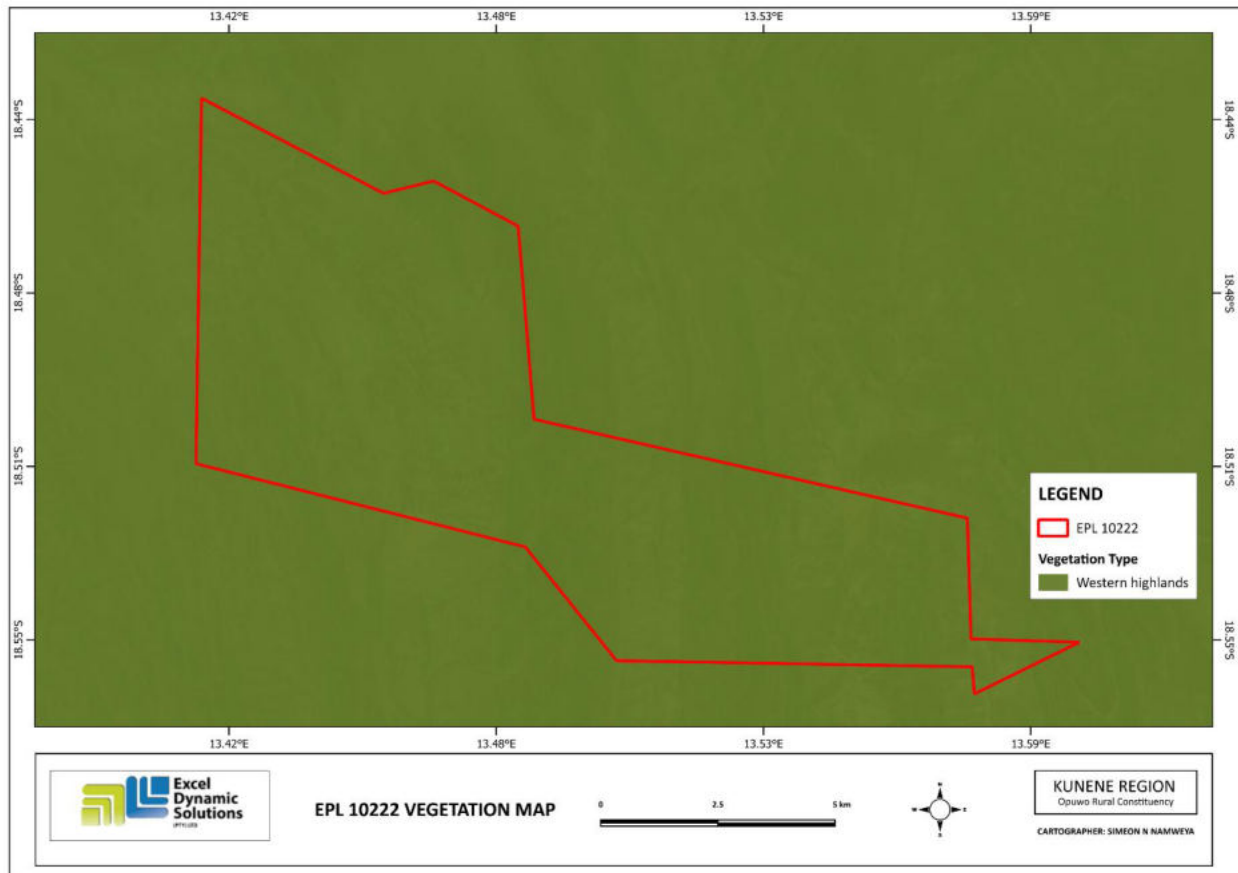 13.42°E 13.48°E 13.53°E 13.59°E
18.44°S 18.44°S
18.48°S 18.48°S
18.51°S 18.51°S
LEGEND
EPL 10222
Vegetation Type
Western highlands
18.55°S 18.55°S
13.42°E 13.48°E 13.53°E 13.59°E
Excel
Dynamic
Solutions
(PTY) LTD
EPL 10222 VEGETATION MAP
0 2.5 5 km
N
W E
S
KUNENE REGION
Opuwo Rural Constituency
CARTOGRAPHER: SIMEON N NAMWEYA